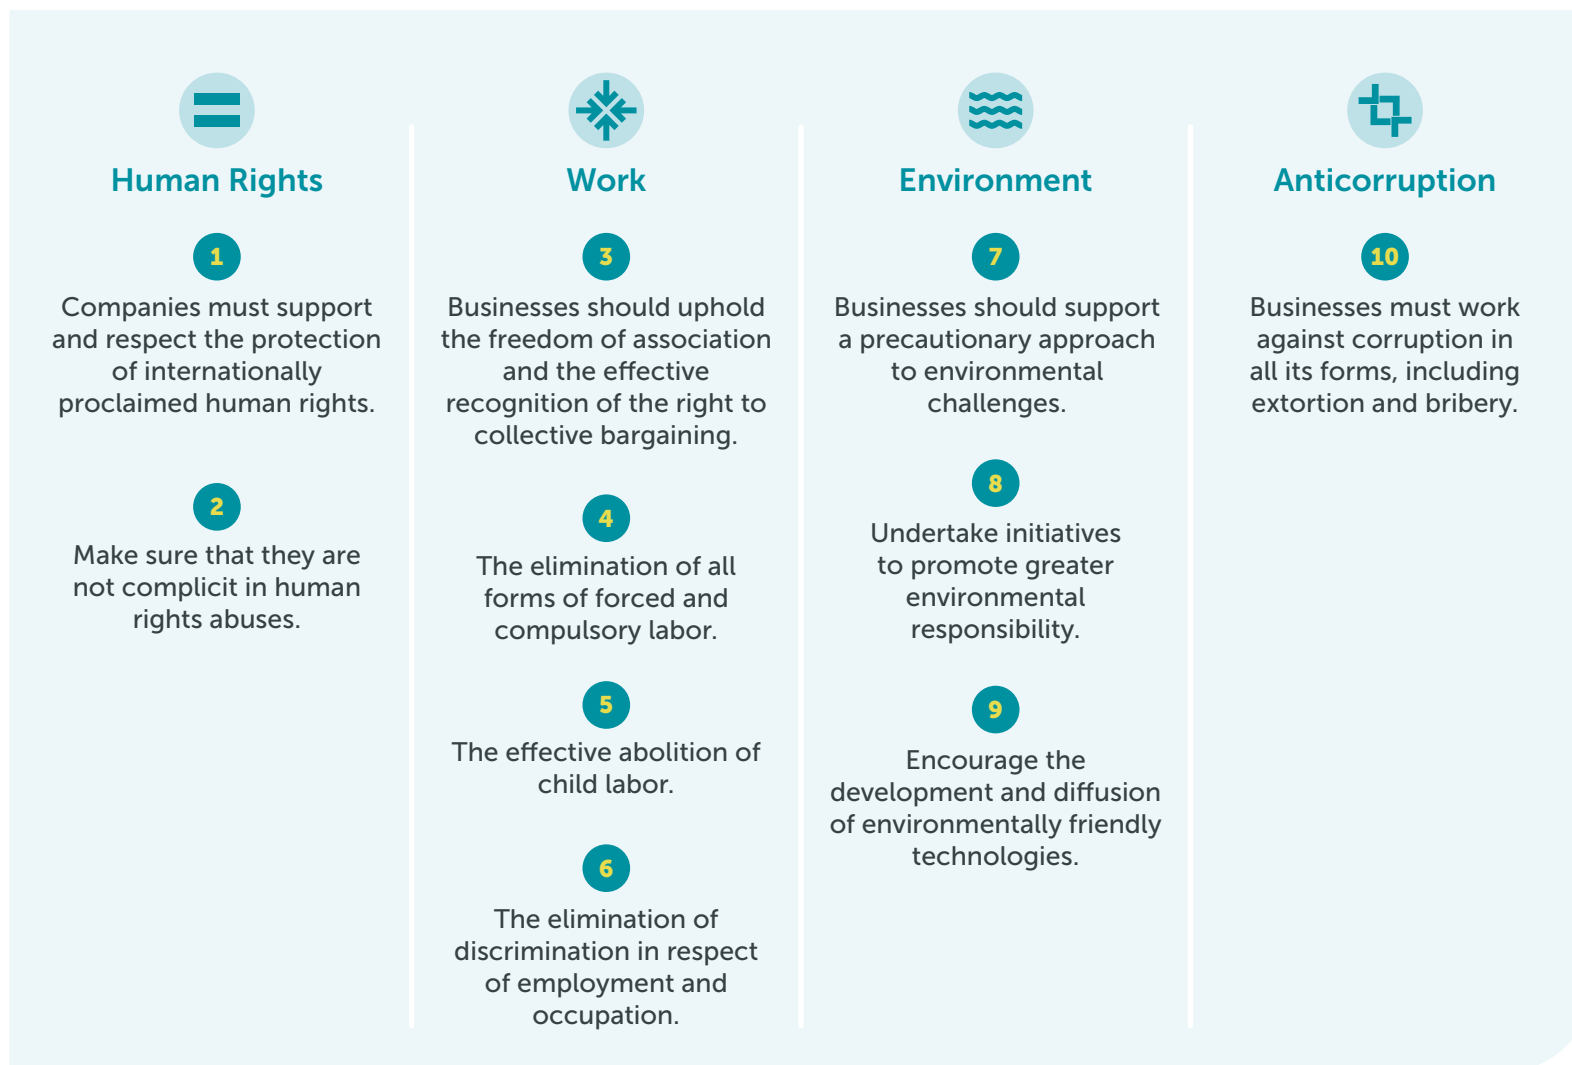 Human Rights
1
Companies must support
and respect the protection
of internationally
proclaimed human rights.
2
Make sure that they are
not complicit in human
rights abuses.
Work
3
Businesses should uphold
the freedom of association
and the effective
recognition of the right to
collective bargaining.
4
The elimination of all
forms of forced and
compulsory labor.
5
The effective abolition of
child labor.
6
The elimination of
discrimination in respect
of employment and
occupation.
Environment
7
Businesses should support
a precautionary approach
to environmental
challenges.
8
Undertake initiatives
to promote greater
environmental
responsibility.
9
Encourage the
development and diffusion
of environmentally friendly
technologies.
Anticorruption
10
Businesses must work
against corruption in
all its forms, including
extortion and bribery.